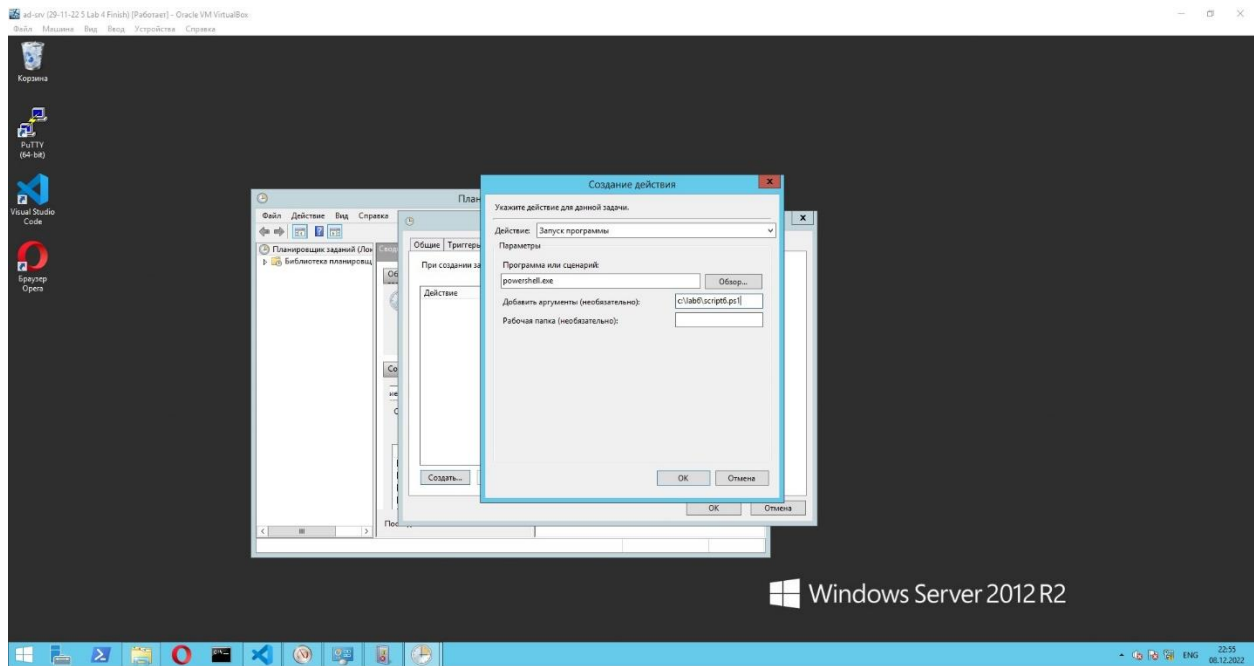 ad-srv (29-11-22 5 Lab 4 Finich) [Работает] - Oracle VM VirtualBox
Файл Машина Вид Ввод Устройства Справка
Корзина
PuTTY
(64-bit)
Visual Studio
Code
Браузер
Opera
План
Файл Действие Вид Справка
Планировщик заданий (Лок
Библиотека планировщ
Общие Триггеры
При создании за
Действие
Создать...
OK Отмена
Создание действия
Укажите действие для данной задачи.
Действие: Запуск программы
Параметры
Программа или сценарий:
powershell.exe Обзор...
Добавить аргументы (необязательно): c:\lab6\script6.ps1
Рабочая папка (необязательно):
OK Отмена
Windows Server 2012 R2
ENG 22:55
08.12.2022